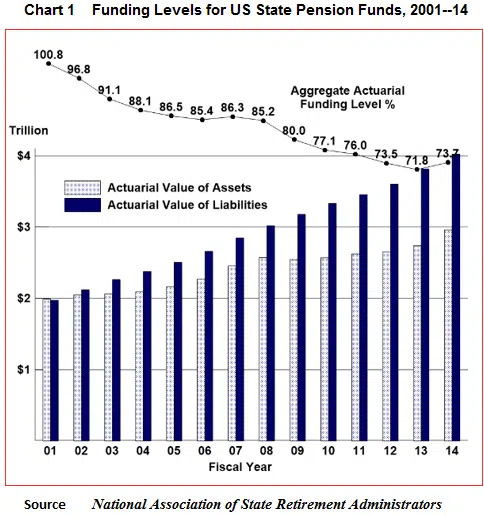 Chart 1 Funding Levels for US State Pension Funds, 2001--14
100.8
96.8
91.1
88.1
86.5
85.4
86.3
85.2
80.0
77.1
76.0
73.5
71.8
73.7
Aggregate Actuarial
Funding Level %
Trillion
$4
$3
$2
$1
Actuarial Value of Assets
Actuarial Value of Liabilities
01 02 03 04 05 06 07 08 09 10 11 12 13 14
Fiscal Year
Source National Association of State Retirement Administrators